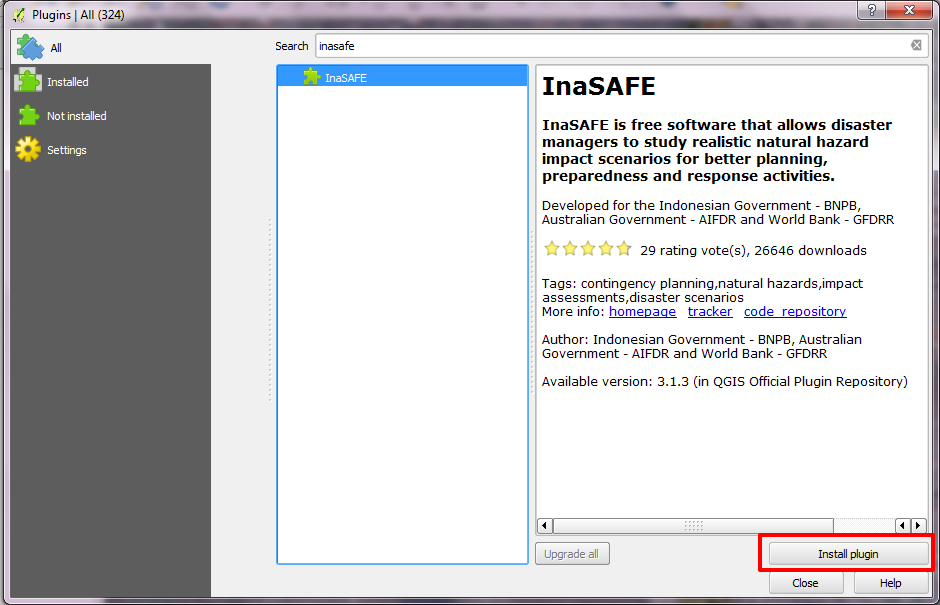 Plugins | All (324)
?
All
Installed
Not installed
Settings
Search inasafe
InaSAFE
InaSAFE
InaSAFE is free software that allows disaster
managers to study realistic natural hazard
impact scenarios for better planning,
preparedness and response activities.
Developed for the Indonesian Government - BNPB,
Australian Government - AIFDR and World Bank - GFDRR
29 rating vote(s), 26646 downloads
Tags: contingency planning,natural hazards,impact
assessments,disaster scenarios
More info: homepage tracker code_repository
Author: Indonesian Government - BNPB, Australian
Government - AIFDR and World Bank - GFDRR
Available version: 3.1.3 (in QGIS Official Plugin Repository)
Upgrade all
Install plugin
Close
Help